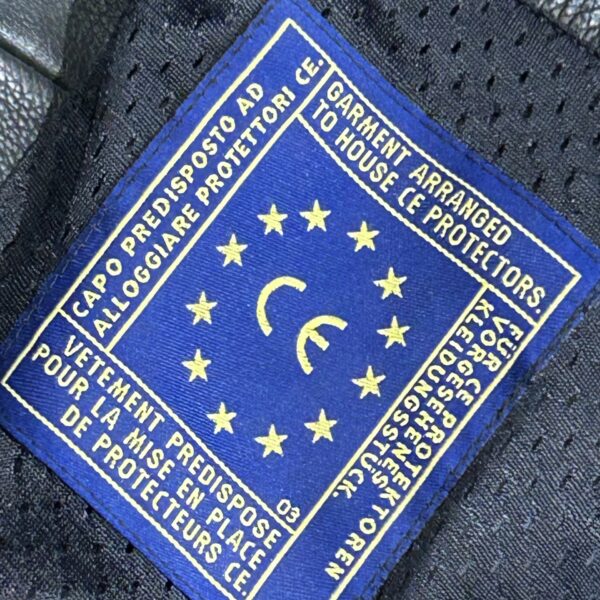 CAPO PREDISPOSTO AD
ALLOGGIARE PROTETTORI CE.
GARMENT ARRANGED
TO HOUSE CE PROTECTORS.
FÜR CE PROTEKTOREN
VORGESEHENES
KLEIDUNGSSTÜCK.
VETEMENT PREDISPOSE
POUR LA MISE EN PLACE
DE PROTECTEURS CE.
03
CE